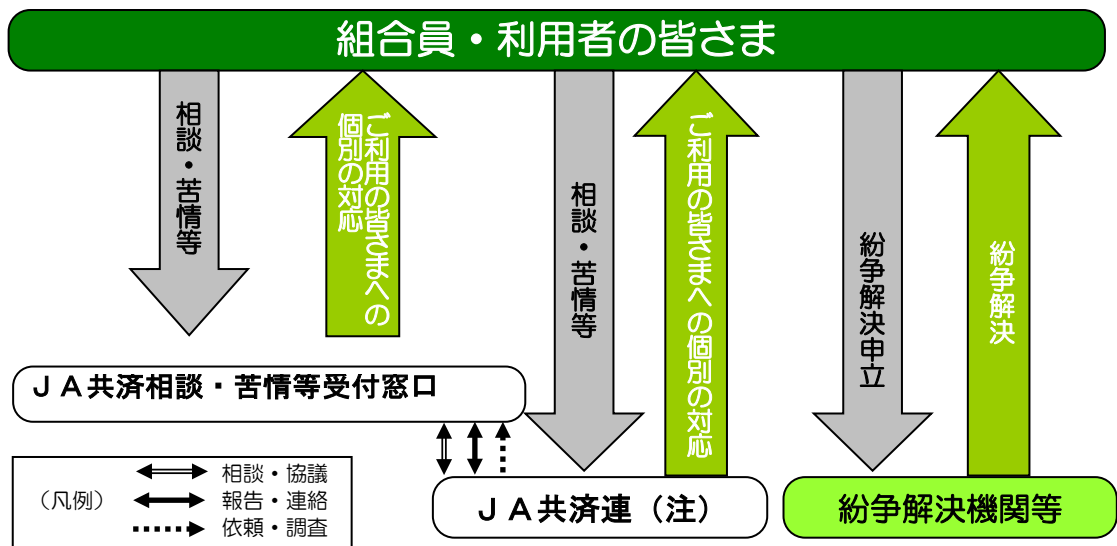 組合員・利用者の皆さま
相談・苦情等
ご利用の皆さまへの
個別の対応
相談・苦情等
ご利用の皆さまへの個別の対応
紛争解決申立
紛争解決
JA共済相談・苦情等受付窓口
(凡例)
相談・協議
報告・連絡
依頼・調査
JA共済連(注)
紛争解決機関等